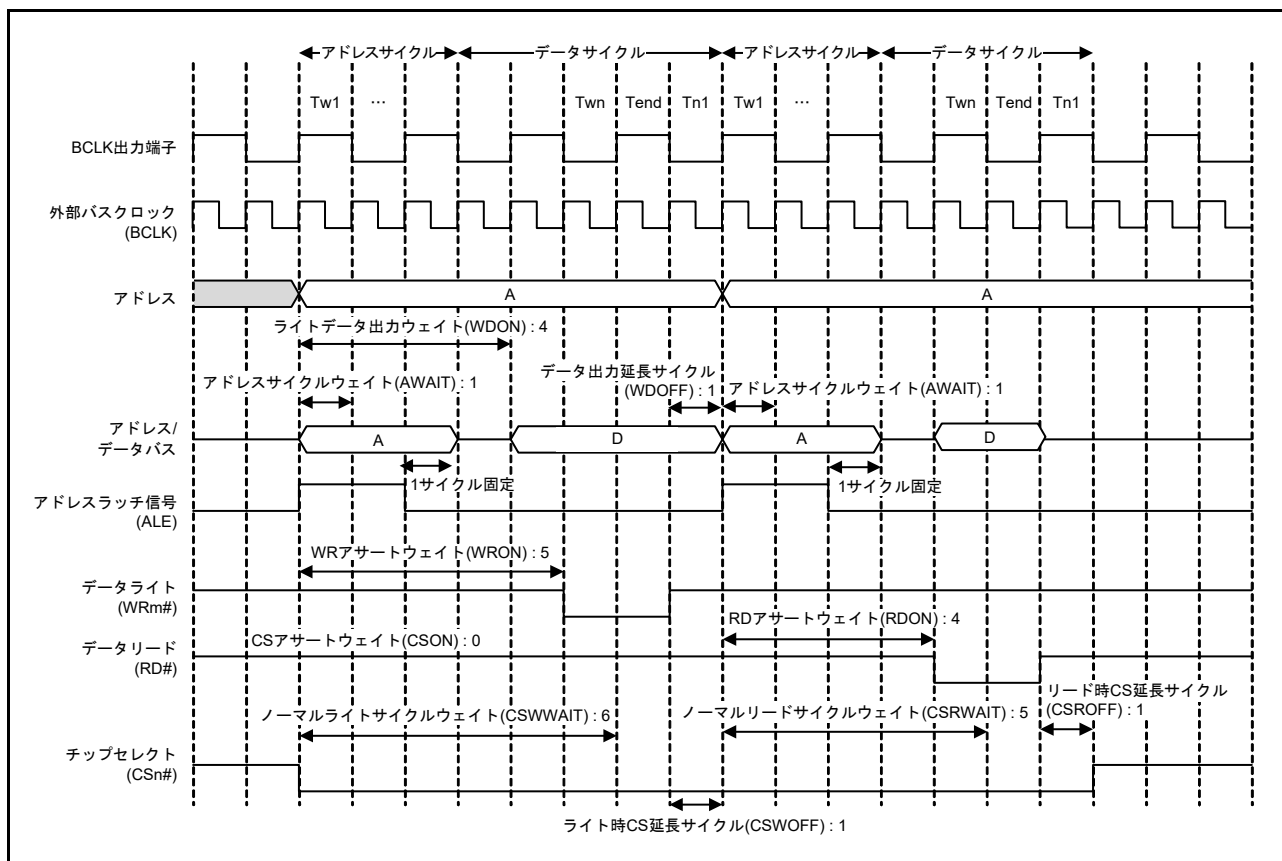 アドレスサイクル データサイクル アドレスサイクル データサイクル
Tw1 … Twn Tend Tn1 Tw1 … Twn Tend Tn1
BCLK出力端子
外部バスクロック
(BCLK)
アドレス A A
ライトデータ出力ウェイト(WDON) : 4
データ出力延長サイクル
(WDOFF) : 1
アドレスサイクルウェイト(AWAIT) : 1
アドレスサイクルウェイト(AWAIT) : 1
アドレス/
データバス
A D A D
1サイクル固定
1サイクル固定
アドレスラッチ信号
(ALE)
WRアサートウェイト(WRON) : 5
データライト
(WRm#)
RDアサートウェイト(RDON) : 4
CSアサートウェイト(CSON) : 0
データリード
(RD#)
リード時CS延長サイクル
(CSROFF) : 1
ノーマルライトサイクルウェイト(CSWWAIT) : 6
ノーマルリードサイクルウェイト(CSRWAIT) : 5
チップセレクト
(CSn#)
ライト時CS延長サイクル(CSWOFF) : 1